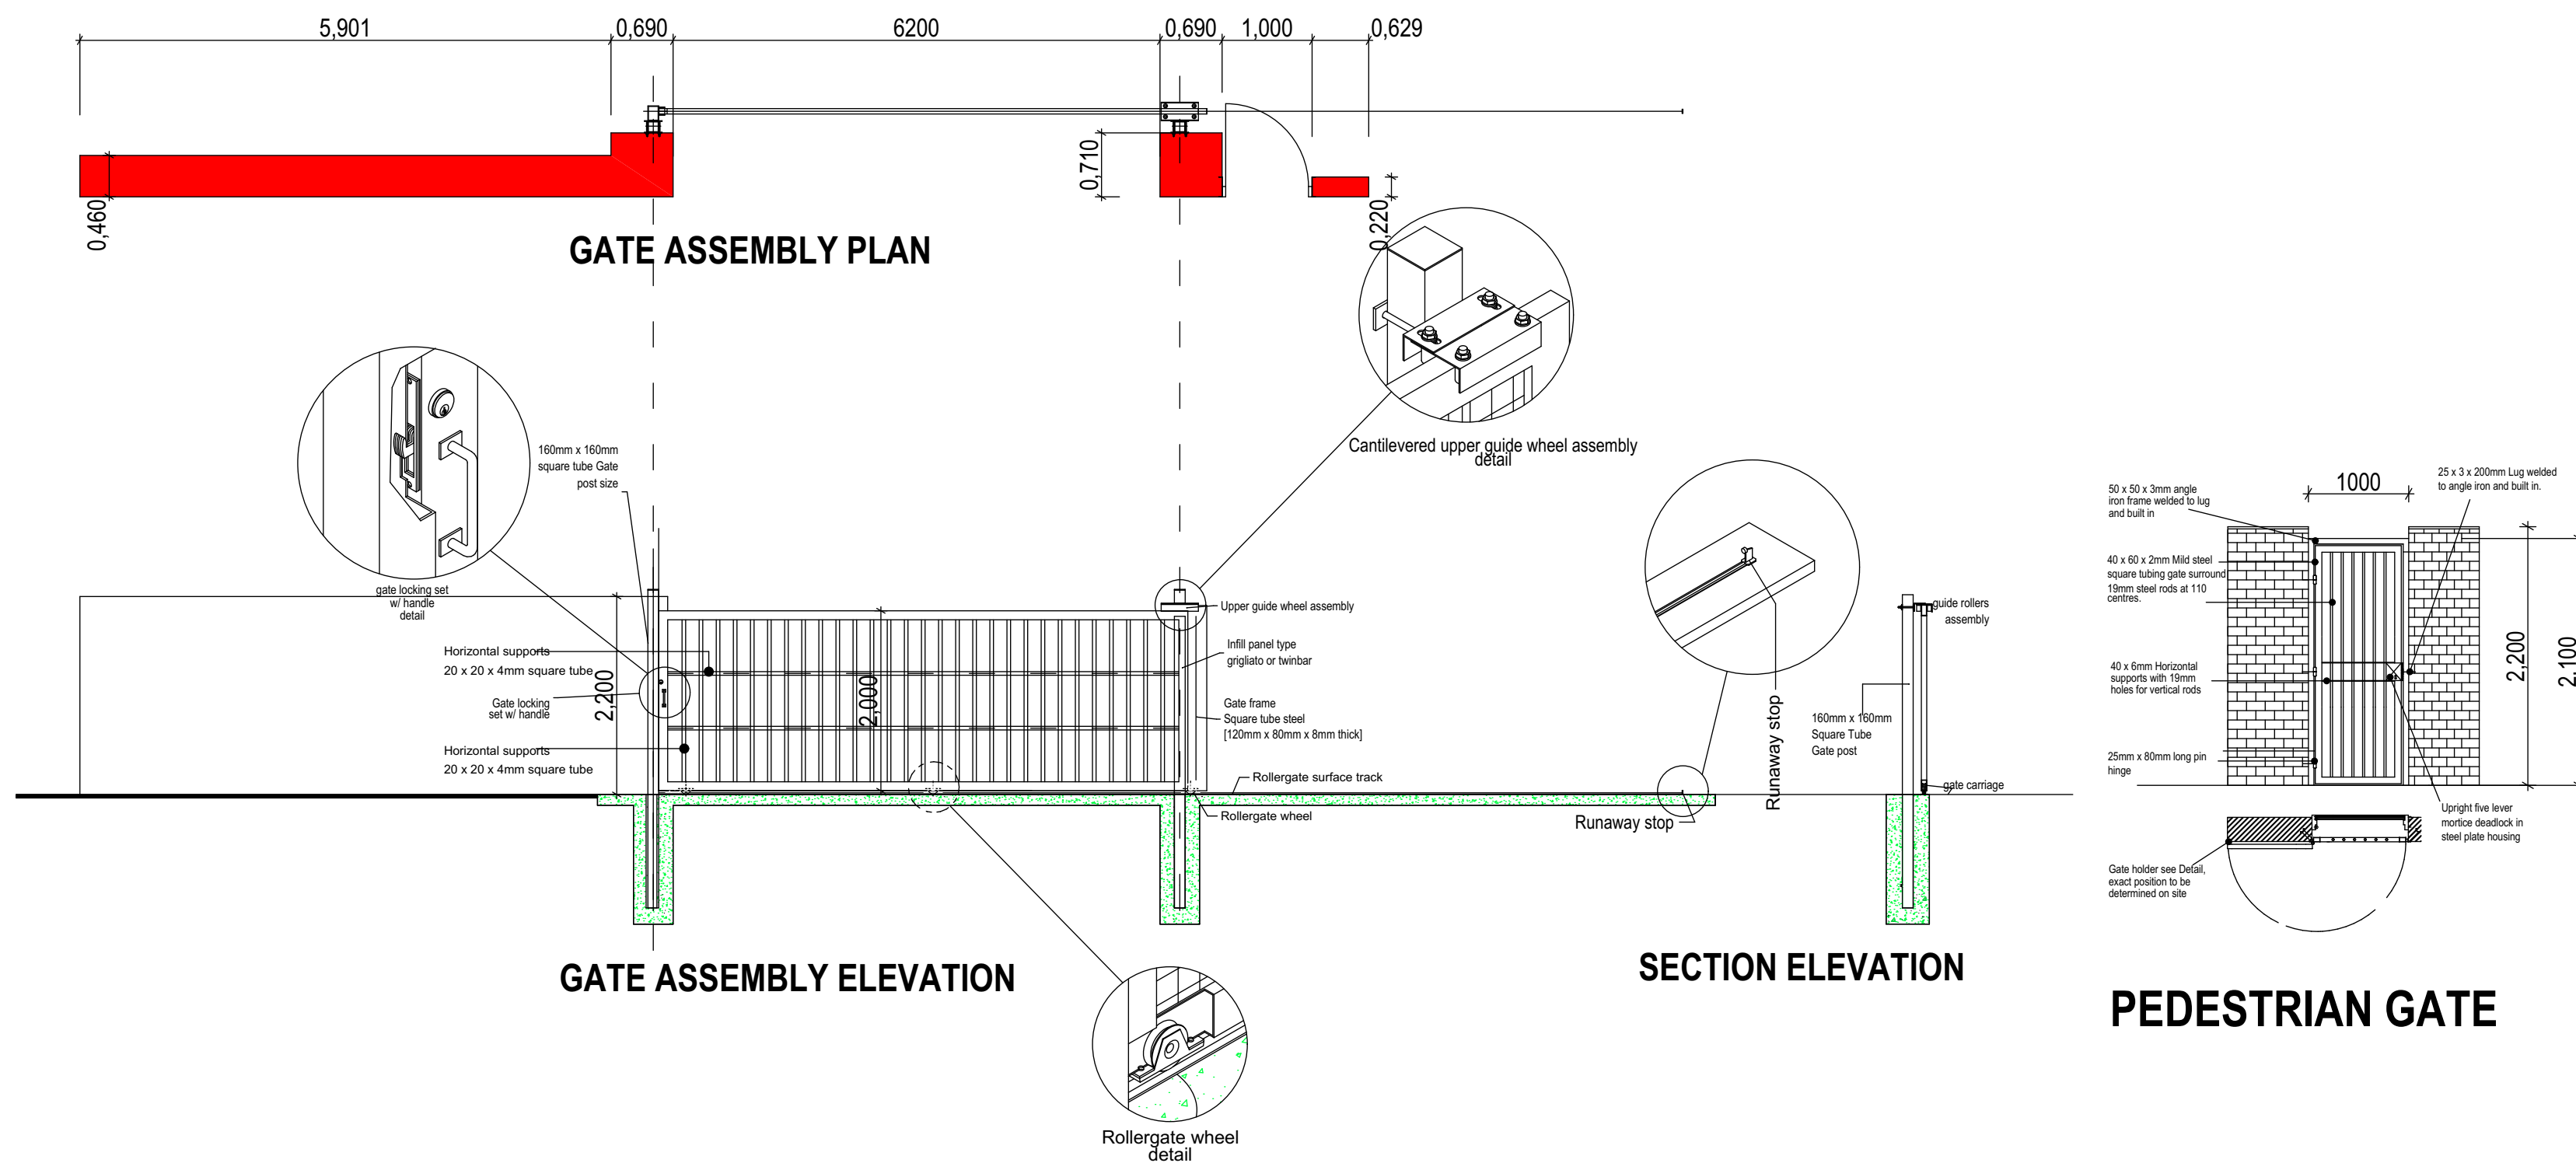 5,901
0,690
6200
0,690
1,000
0,629
0,460
0,710
0,220
GATE ASSEMBLY PLAN
Cantilevered upper guide wheel assembly
detail
160mm x 160mm
square tube Gate
post size
gate locking set
w/ handle
detail
Horizontal supports
20 x 20 x 4mm square tube
Gate locking
set w/ handle
Horizontal supports
20 x 20 x 4mm square tube
2,200
2,000
Upper guide wheel assembly
Infill panel type
grigliato or twinbar
Gate frame
Square tube steel
[120mm x 80mm x 8mm thick]
Rollergate surface track
Rollergate wheel
Runaway stop
Runaway stop
GATE ASSEMBLY ELEVATION
Rollergate wheel
detail
guide rollers
assembly
160mm x 160mm
Square Tube
Gate post
gate carriage
SECTION ELEVATION
50 x 50 x 3mm angle
iron frame welded to lug
and built in
1000
25 x 3 x 200mm Lug welded
to angle iron and built in.
40 x 60 x 2mm Mild steel
square tubing gate surround
19mm steel rods at 110
centres.
40 x 6mm Horizontal
supports with 19mm
holes for vertical rods
25mm x 80mm long pin
hinge
2,200
2,100
Upright five lever
mortice deadlock in
steel plate housing
Gate holder see Detail,
exact position to be
determined on site
PEDESTRIAN GATE